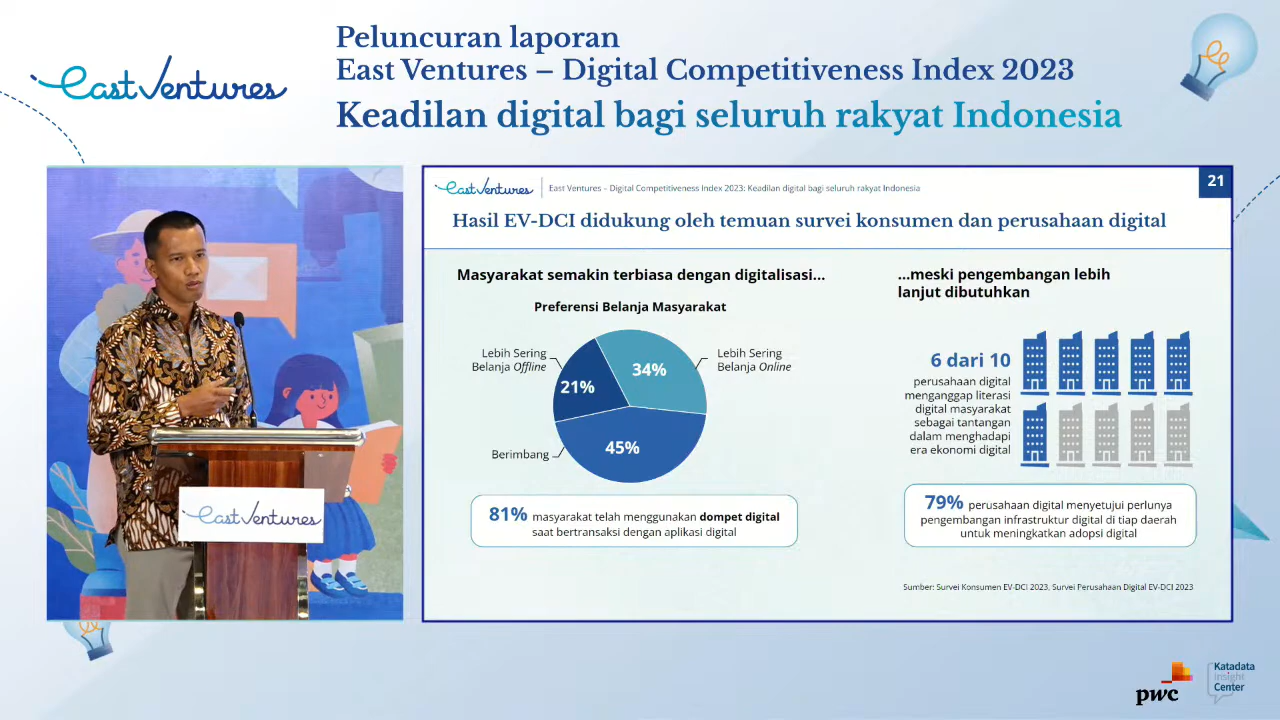 East Ventures
Peluncuran laporan
East Ventures – Digital Competitiveness Index 2023
Keadilan digital bagi seluruh rakyat Indonesia
East Ventures
East Ventures
East Ventures – Digital Competitiveness Index 2023: Keadilan digital bagi seluruh rakyat Indonesia
21
Hasil EV-DCI didukung oleh temuan survei konsumen dan perusahaan digital
Masyarakat semakin terbiasa dengan digitalisasi...
Preferensi Belanja Masyarakat
Lebih Sering
Belanja Offline
21%
34%
Lebih Sering
Belanja Online
Berimbang
45%
81% masyarakat telah menggunakan dompet digital
saat bertransaksi dengan aplikasi digital
...meski pengembangan lebih
lanjut dibutuhkan
6 dari 10
perusahaan digital
menganggap literasi
digital masyarakat
sebagai tantangan
dalam menghadapi
era ekonomi digital
79% perusahaan digital menyetujui perlunya
pengembangan infrastruktur digital di tiap daerah
untuk meningkatkan adopsi digital
Sumber: Survei Konsumen EV-DCI 2023, Survei Perusahaan Digital EV-DCI 2023
pwc
Katadata
Insight
Center